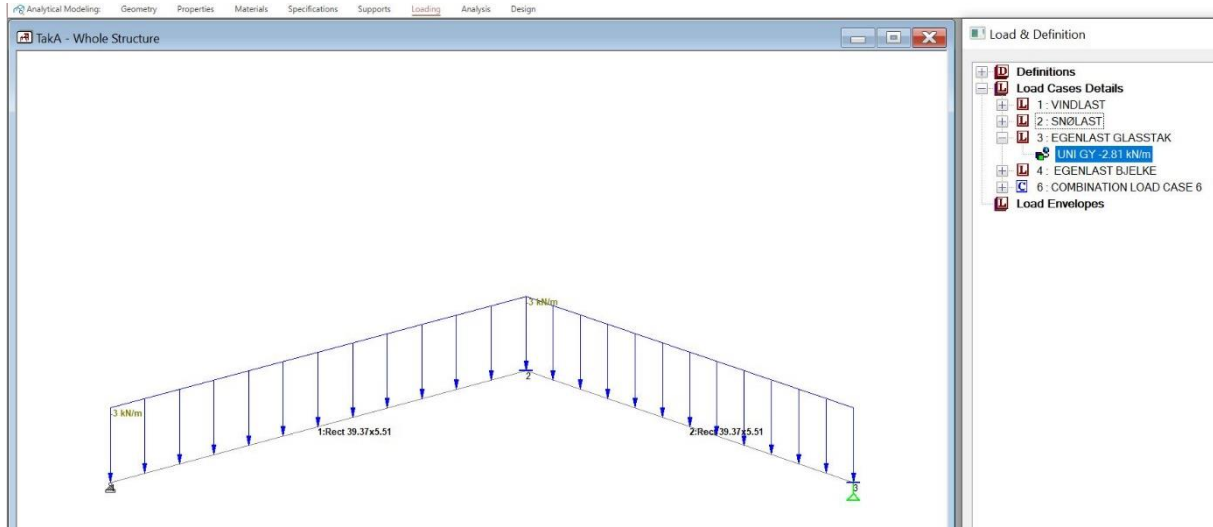 Analytical Modeling: Geometry Properties Materials Specifications Supports Loading Analysis Design
TakA - Whole Structure
Load & Definition
Definitions
Load Cases Details
1 : VINDLAST
2 : SNØLAST
3 : EGENLAST GLASSTAK
UNI GY -2.81 kN/m
4 : EGENLAST BJELKE
6 : COMBINATION LOAD CASE 6
Load Envelopes
-3 kN/m
2
-3 kN/m
1:Rect 39.37x5.51
2:Rect 39.37x5.51
3